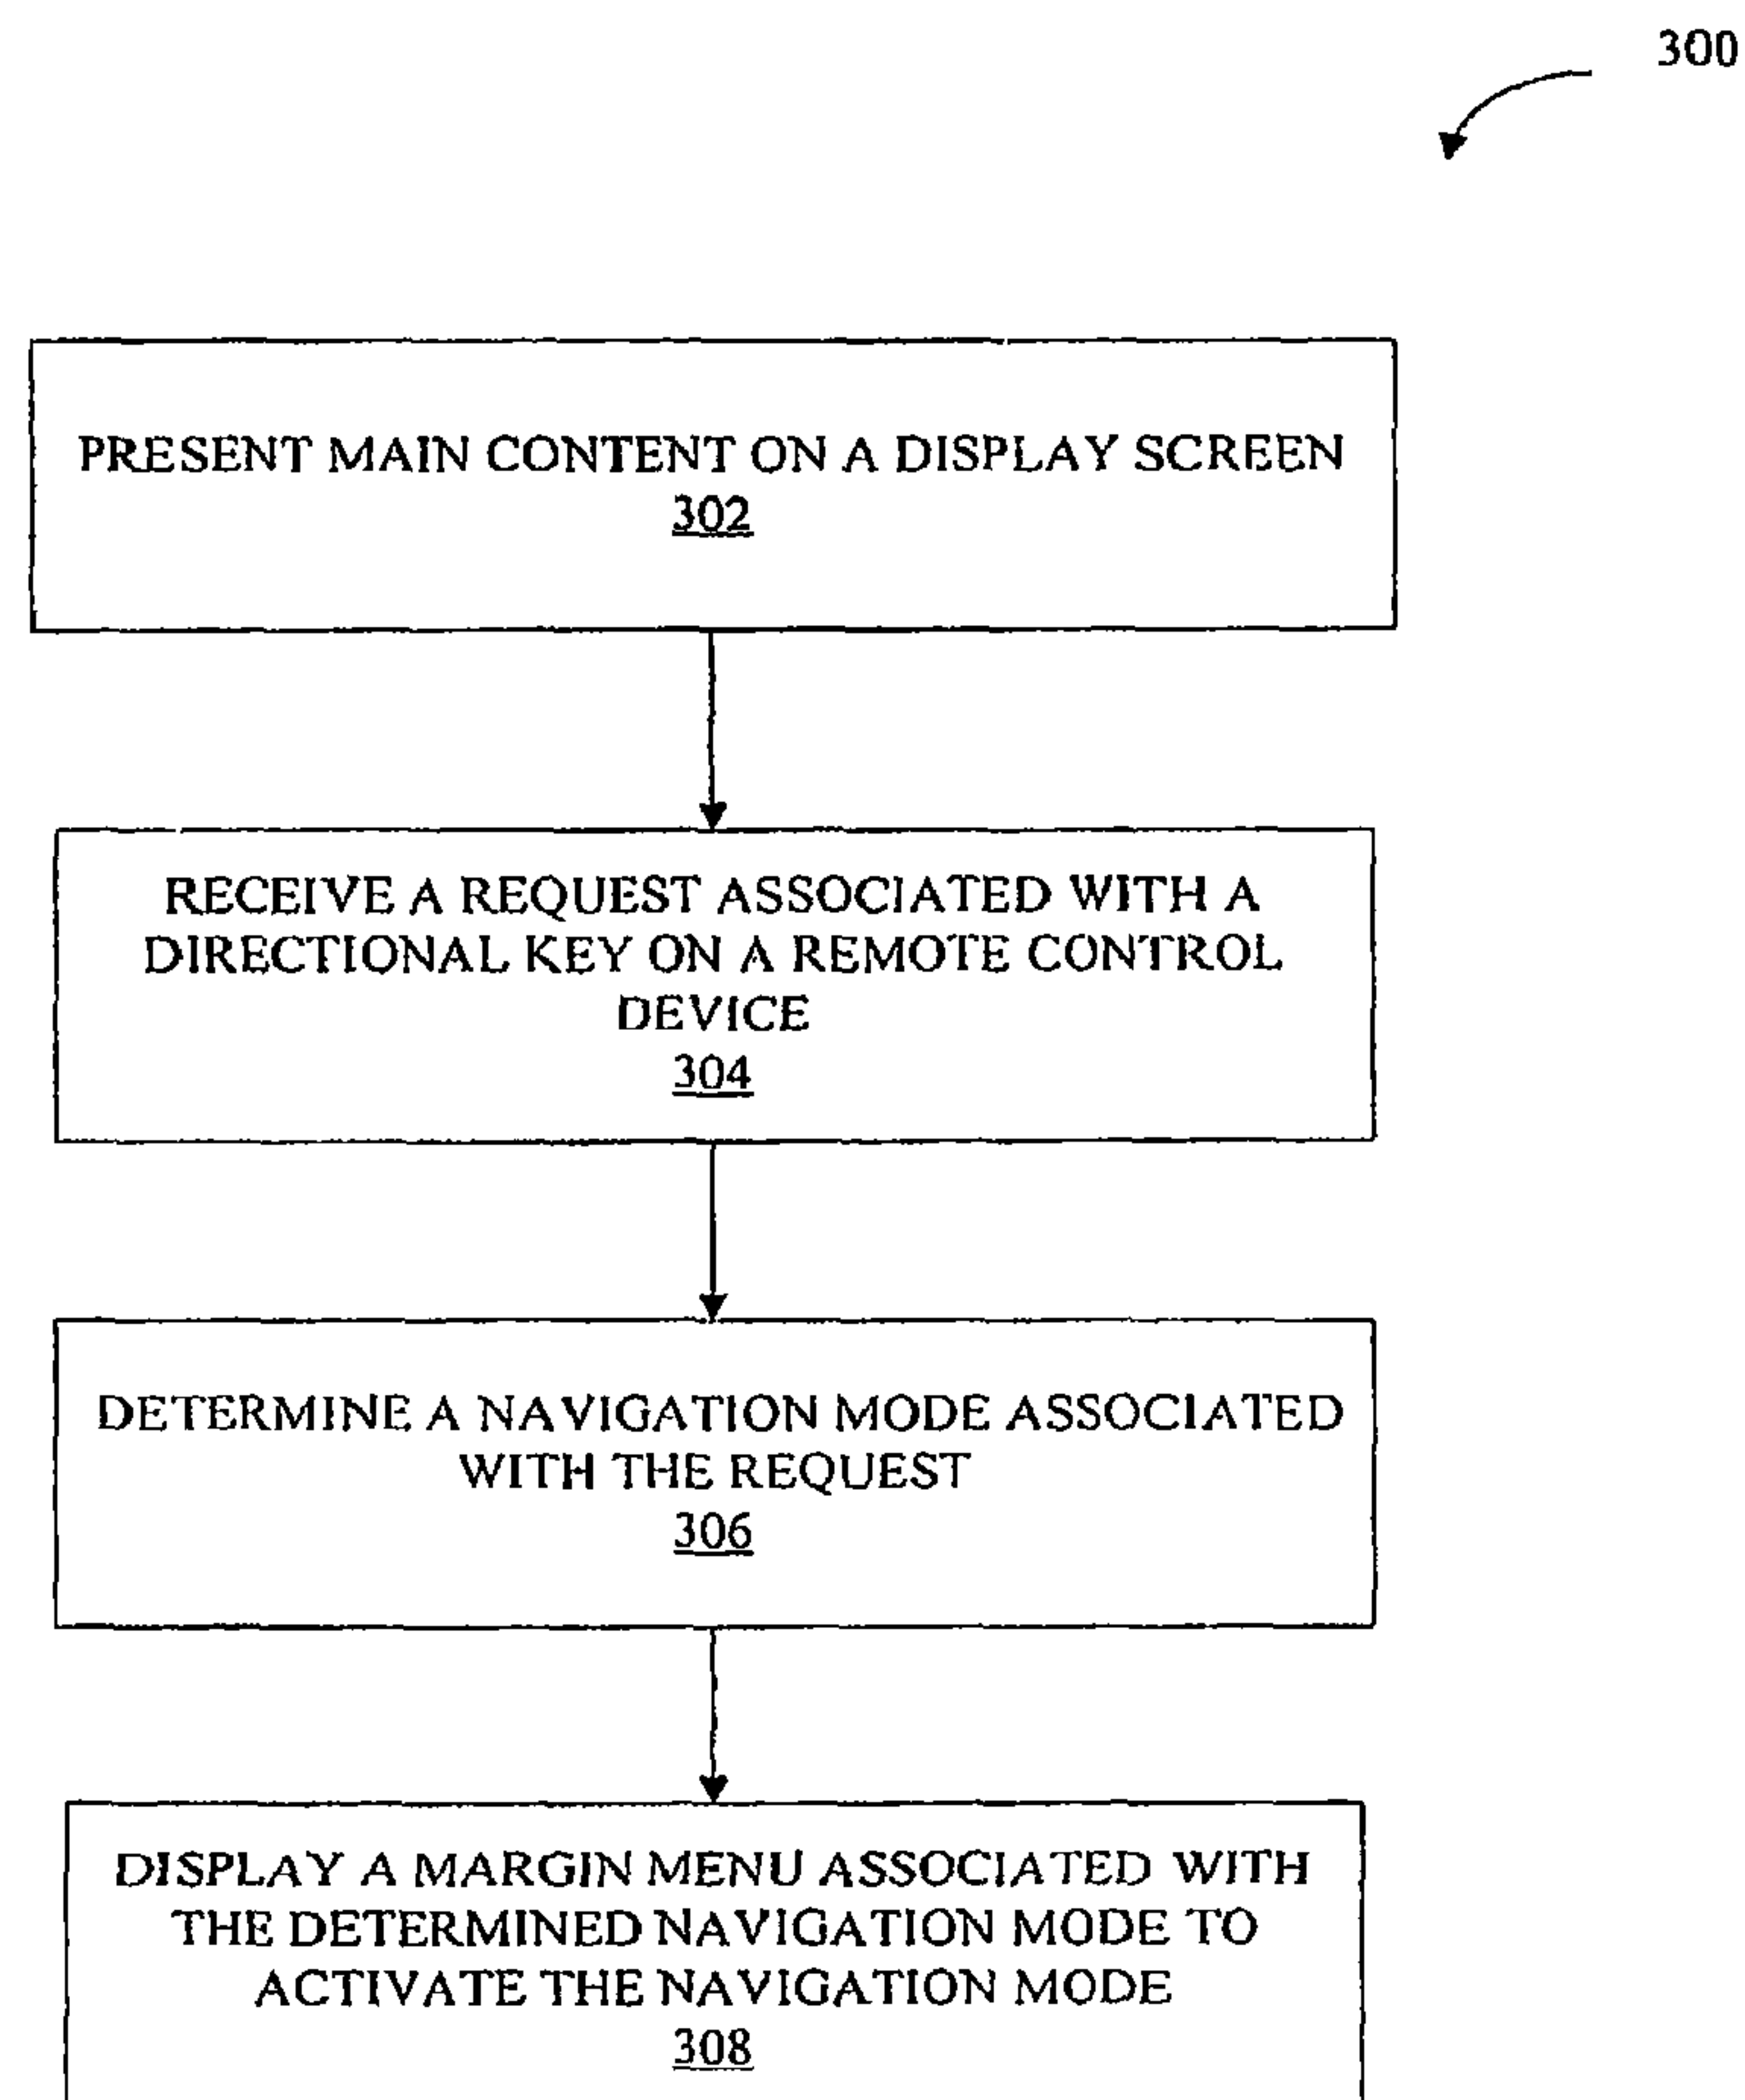 300
PRESENT MAIN CONTENT ON A DISPLAY SCREEN
302
RECEIVE A REQUEST ASSOCIATED WITH A
DIRECTIONAL KEY ON A REMOTE CONTROL
DEVICE
304
DETERMINE A NAVIGATION MODE ASSOCIATED
WITH THE REQUEST
306
DISPLAY A MARGIN MENU ASSOCIATED WITH
THE DETERMINED NAVIGATION MODE TO
ACTIVATE THE NAVIGATION MODE
308